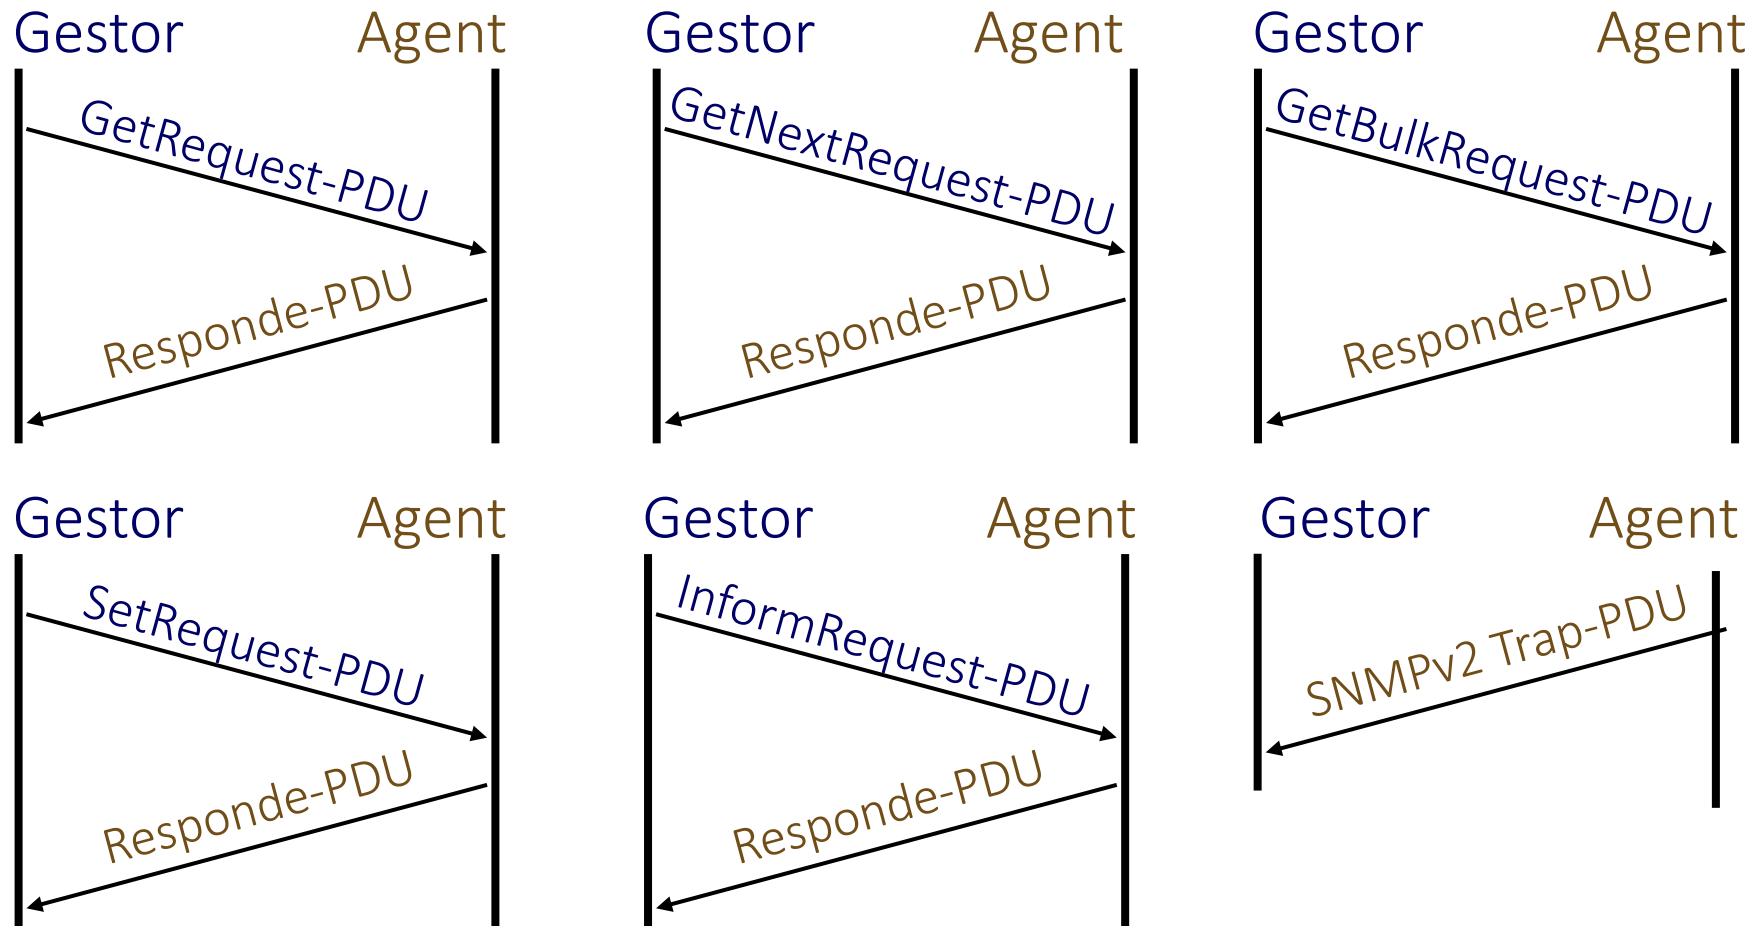 Gestor Agent
GetRequest-PDU
Responde-PDU
Gestor Agent
GetNextRequest-PDU
Responde-PDU
Gestor Agent
GetBulkRequest-PDU
Responde-PDU
Gestor Agent
SetRequest-PDU
Responde-PDU
Gestor Agent
InformRequest-PDU
Responde-PDU
Gestor Agent
SNMPv2 Trap-PDU